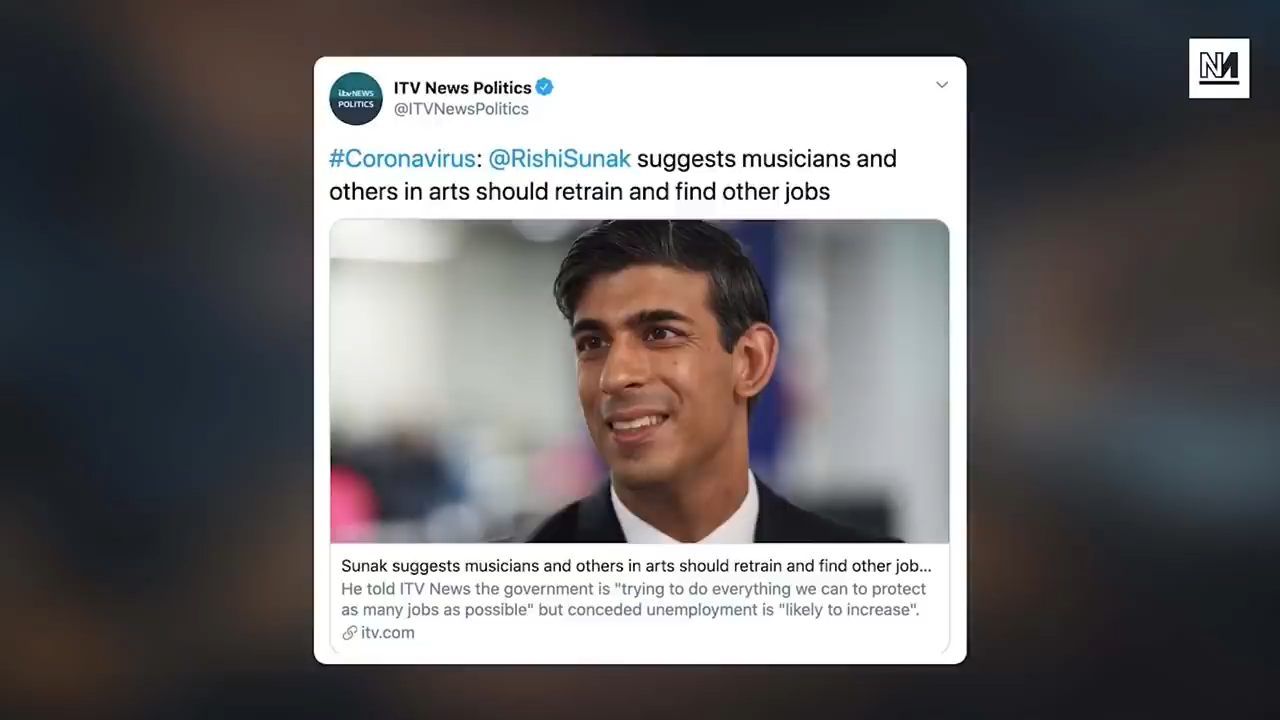 NM
ITV News Politics
@ITVNewsPolitics
itv NEWS
POLITICS
#Coronavirus: @RishiSunak suggests musicians and
others in arts should retrain and find other jobs
Sunak suggests musicians and others in arts should retrain and find other job...
He told ITV News the government is "trying to do everything we can to protect
as many jobs as possible" but conceded unemployment is "likely to increase".
itv.com